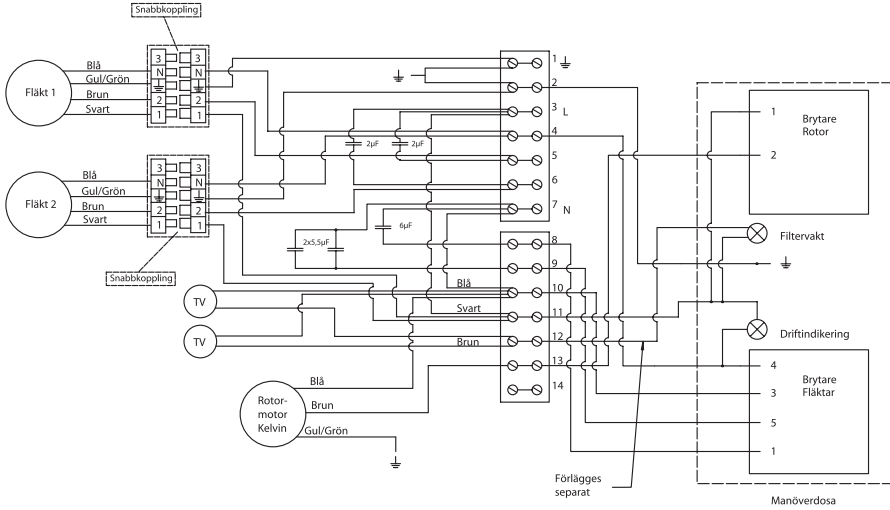 Snabbkoppling
Fläkt 1
Blå
Gul/Grön
Brun
Svart
3 3
N N
2 2
1 1
Fläkt 2
Blå
Gul/Grön
Brun
Svart
3 3
N N
2 2
1 1
Snabbkoppling
TV
TV
Rotor-
motor
Kelvin
Blå
Brun
Gul/Grön
2µF
2µF
2x5,5µF
6µF
Blå
Svart
Brun
1
2
3 L
4
5
6
7 N
8
9
10
11
12
13
14
Förlägges
separat
1
2
Brytare
Rotor
Filtervakt
Driftindikering
4
3
5
1
Brytare
Fläktar
Manöverdosa